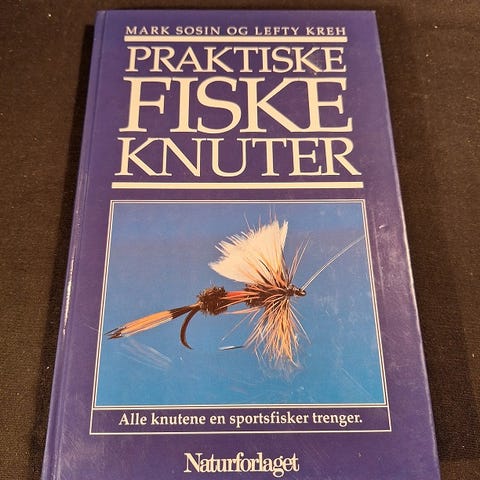 MARK SOSIN OG LEFTY KREH
PRAKTISKE
FISKE
KNUTER
Alle knutene en sportsfisker trenger.
Naturforlaget